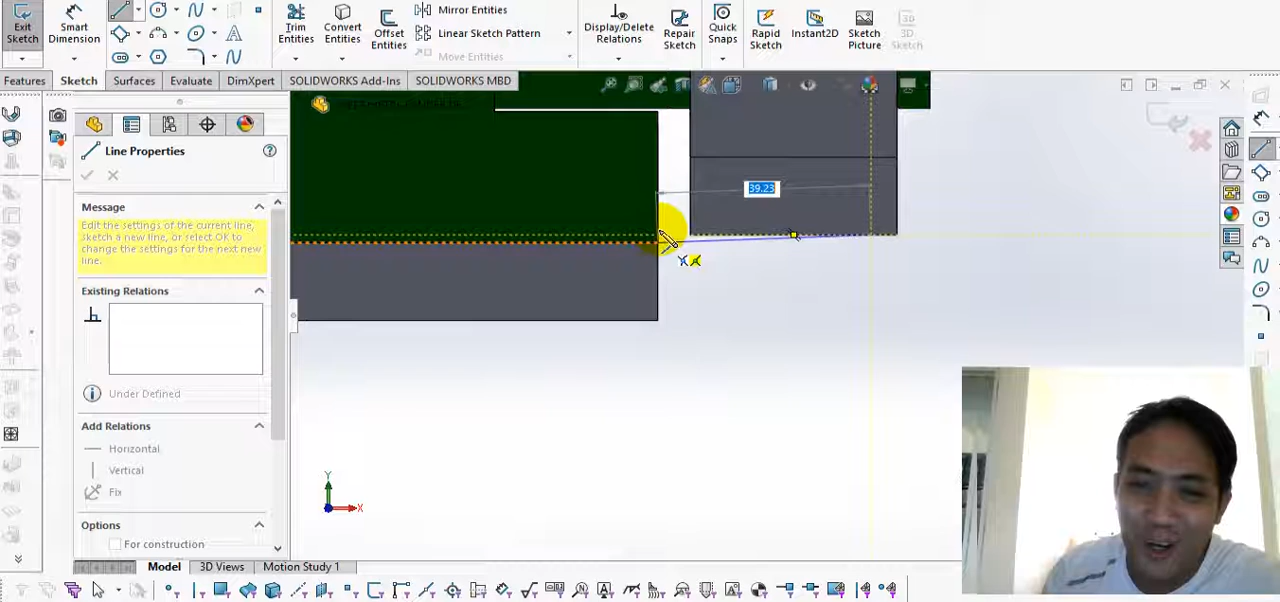 Exit Sketch
Smart Dimension
Trim Entities
Convert Entities
Offset Entities
Mirror Entities
Linear Sketch Pattern
Move Entities
Display/Delete Relations
Repair Sketch
Quick Snaps
Rapid Sketch
Instant2D
Sketch Picture
3D Sketch
Features
Sketch
Surfaces
Evaluate
DimXpert
SOLIDWORKS Add-Ins
SOLIDWORKS MBD
Line Properties
Message
Edit the settings of the current line,
sketch a new line, or select OK to
change the settings for the next new
line.
Existing Relations
Under Defined
Add Relations
Horizontal
Vertical
Fix
Options
For construction
39.23
Y
X
Model
3D Views
Motion Study 1